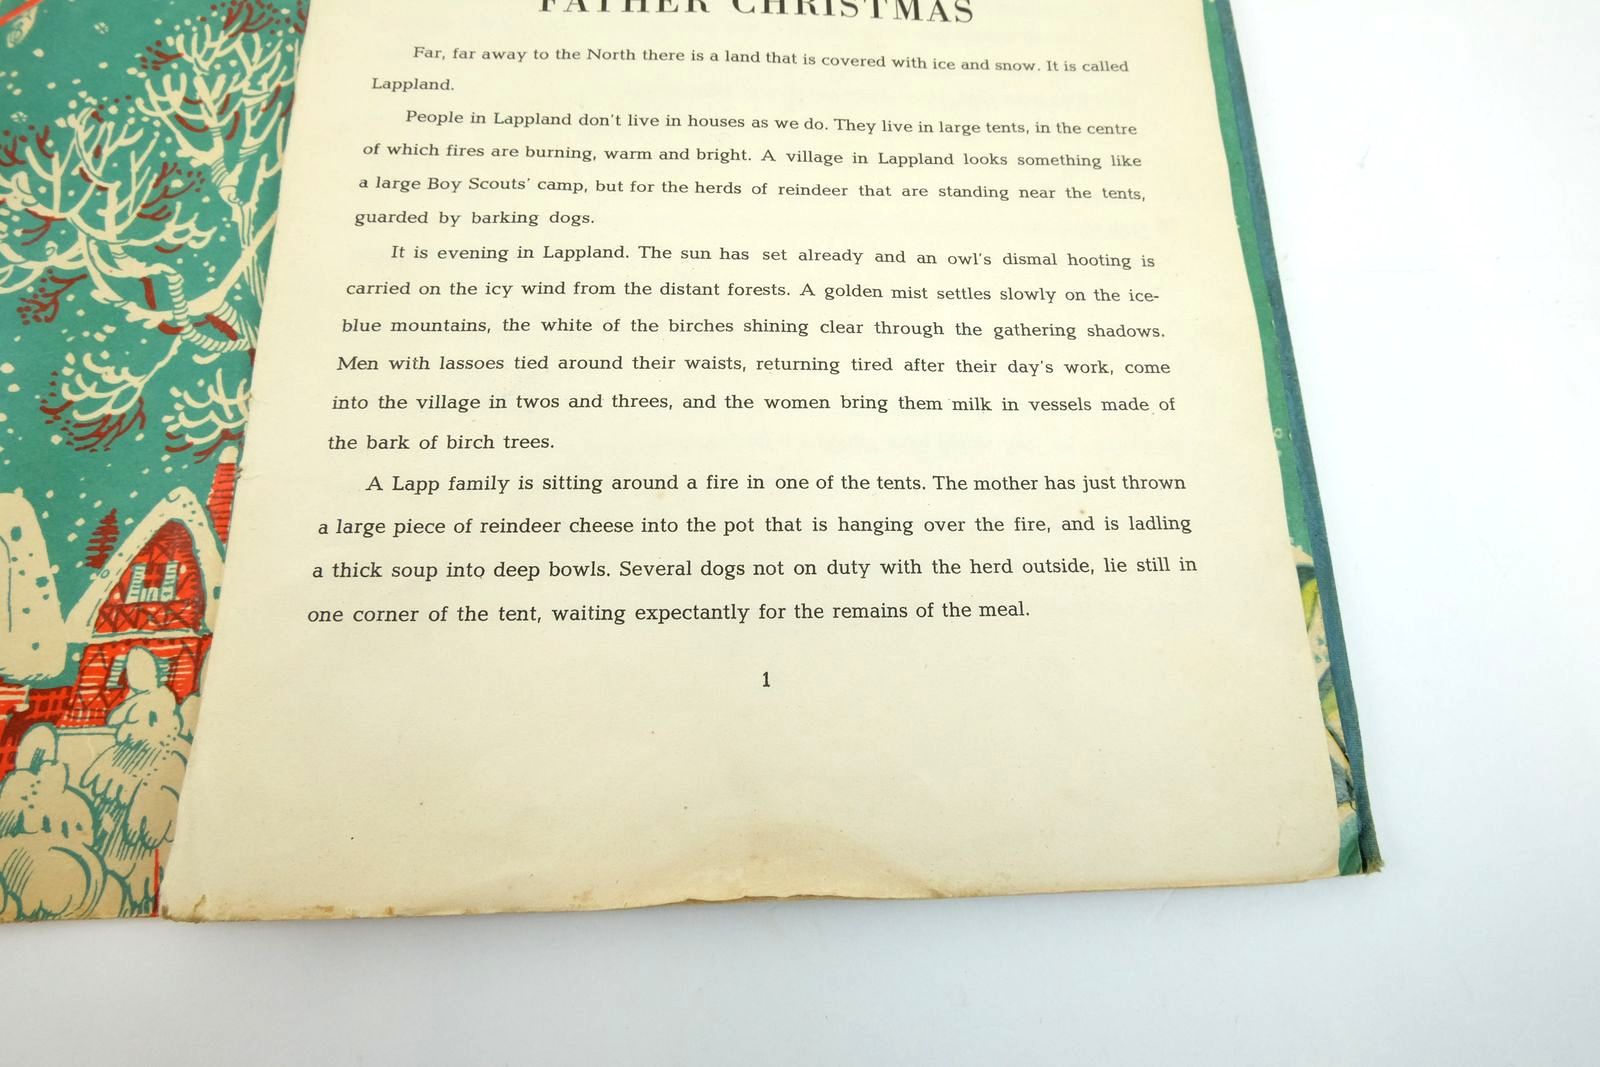 FATHER CHRISTMAS
Far, far away to the North there is a land that is covered with ice and snow. It is called
Lappland.
People in Lappland don't live in houses as we do. They live in large tents, in the centre
of which fires are burning, warm and bright. A village in Lappland looks something like
a large Boy Scouts' camp, but for the herds of reindeer that are standing near the tents,
guarded by barking dogs.
It is evening in Lappland. The sun has set already and an owl's dismal hooting is
carried on the icy wind from the distant forests. A golden mist settles slowly on the ice-
blue mountains, the white of the birches shining clear through the gathering shadows.
Men with lassoes tied around their waists, returning tired after their day's work, come
into the village in twos and threes, and the women bring them milk in vessels made of
the bark of birch trees.
A Lapp family is sitting around a fire in one of the tents. The mother has just thrown
a large piece of reindeer cheese into the pot that is hanging over the fire, and is ladling
a thick soup into deep bowls. Several dogs not on duty with the herd outside, lie still in
one corner of the tent, waiting expectantly for the remains of the meal.
1